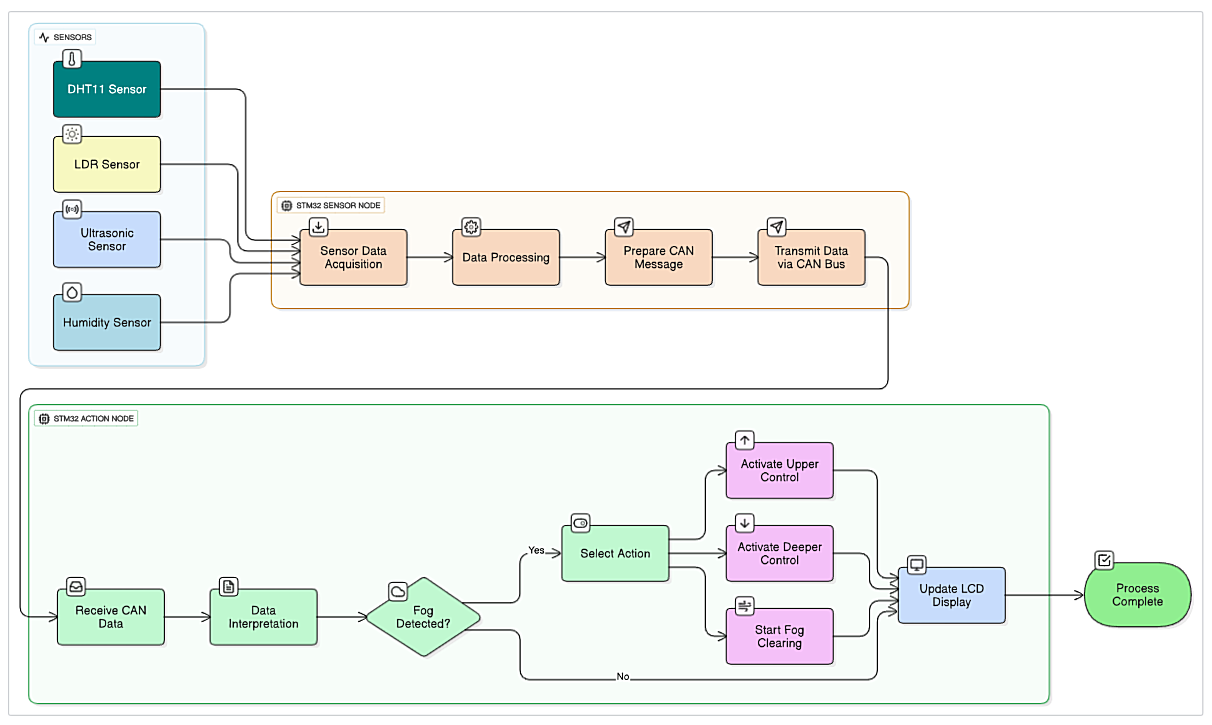 SENSORS
DHT11 Sensor
LDR Sensor
Ultrasonic
Sensor
Humidity Sensor
STM32 SENSOR NODE
Sensor Data
Acquisition
Data Processing
Prepare CAN
Message
Transmit Data
via CAN Bus
STM32 ACTION NODE
Receive CAN
Data
Data
Interpretation
Fog
Detected?
Yes
No
Select Action
Activate Upper
Control
Activate Deeper
Control
Start Fog
Clearing
Update LCD
Display
Process
Complete